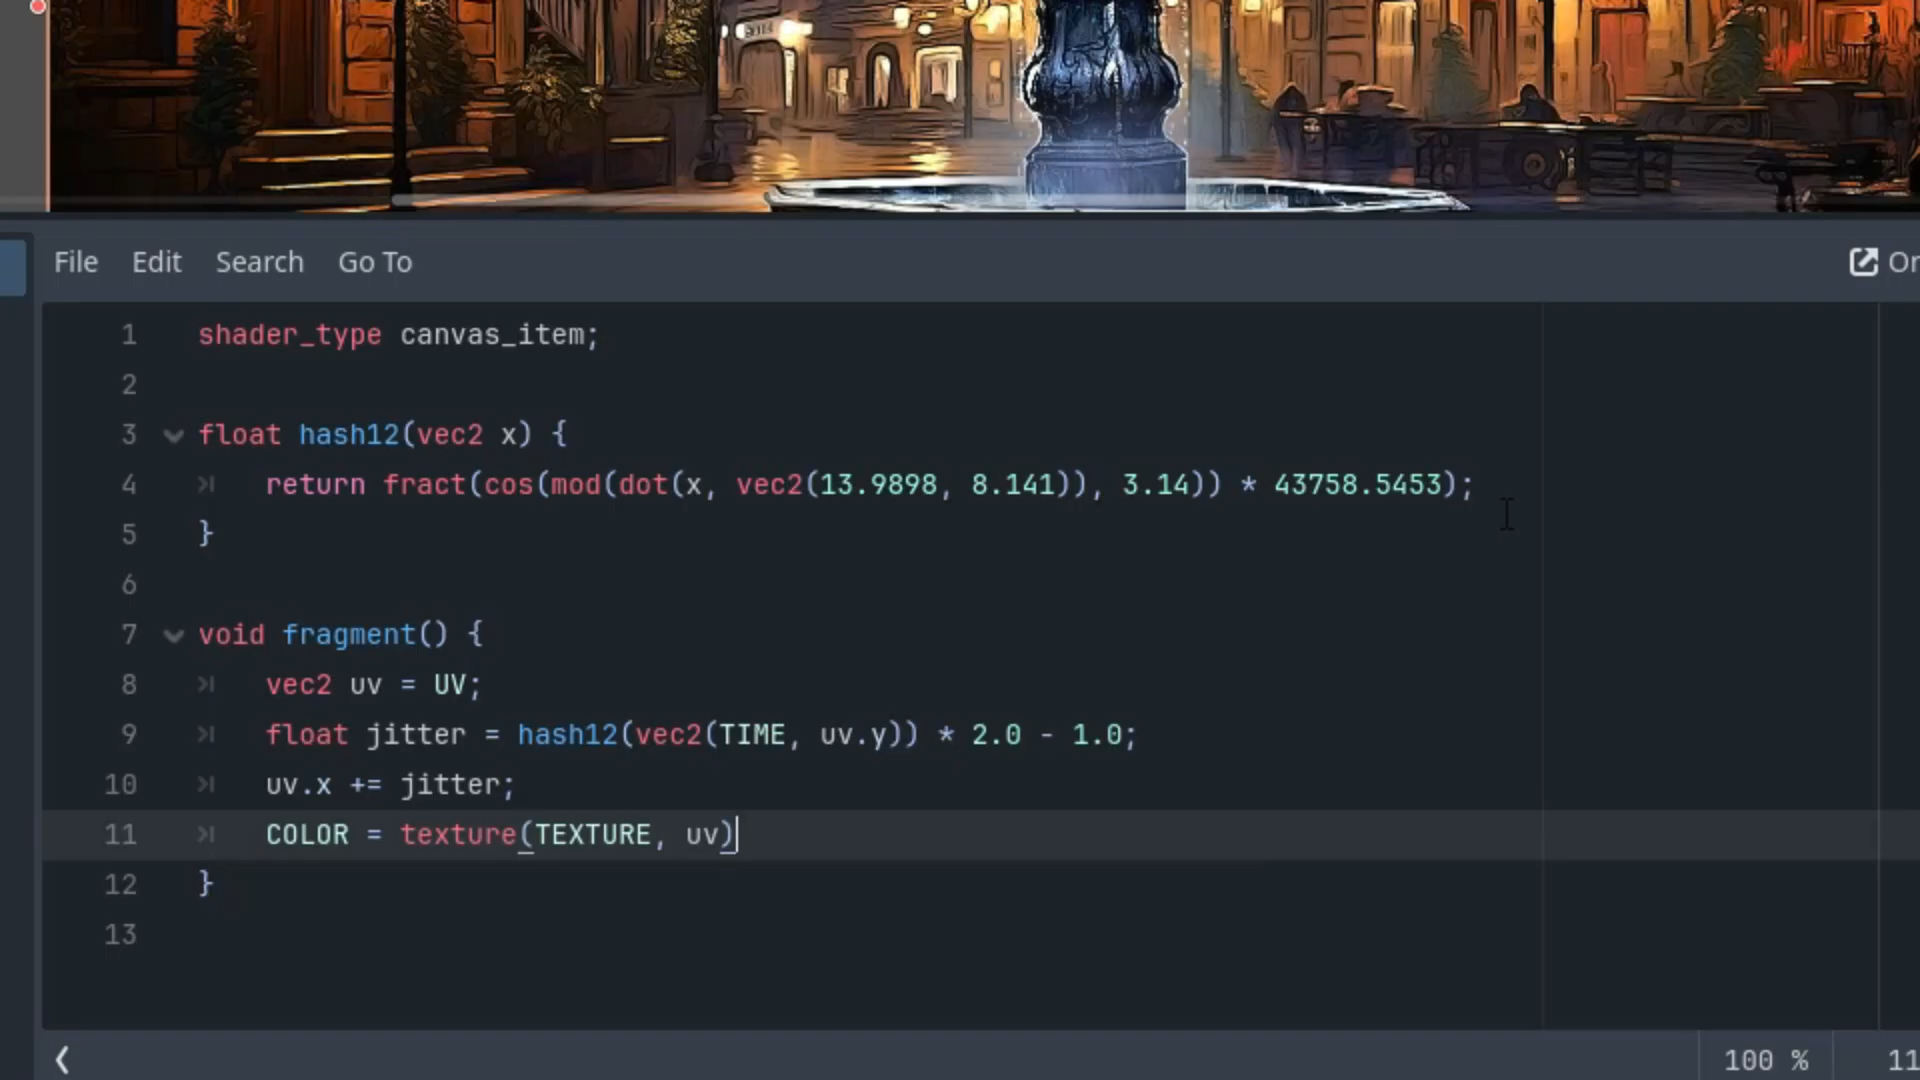 File Edit Search Go To
1 shader_type canvas_item;
2
3 float hash12(vec2 x) {
4 return fract(cos(mod(dot(x, vec2(13.9898, 8.141)), 3.14)) * 43758.5453);
5 }
6
7 void fragment() {
8 vec2 uv = UV;
9 float jitter = hash12(vec2(TIME, uv.y)) * 2.0 - 1.0;
10 uv.x += jitter;
11 COLOR = texture(TEXTURE, uv)
12 }
13
100 % 11